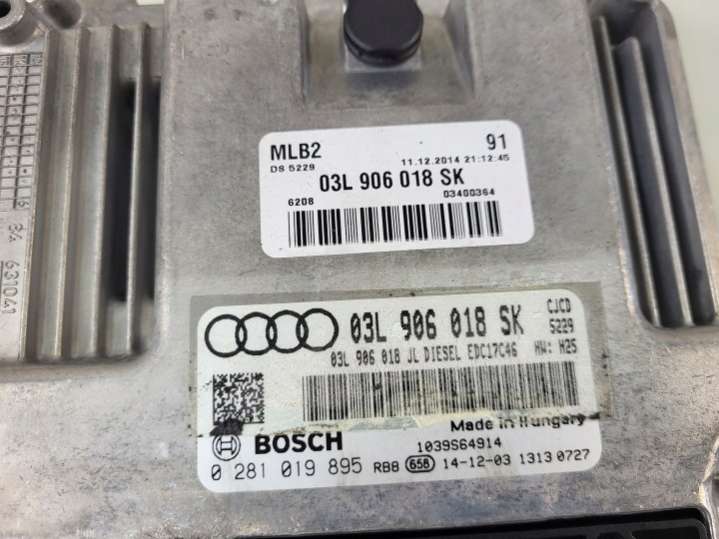 MLB2 91
DS 5229 11.12.2014 21:12:45
03L 906 018 SK
6208 03400364
03L 906 018 SK CJCD
5229
03L 906 018 JL DIESEL EDC17C46 HW: H25
Made in Hungary
BOSCH 1039S64914
0 281 019 895 RB8 658 14-12-03 1313 0727
34 631041